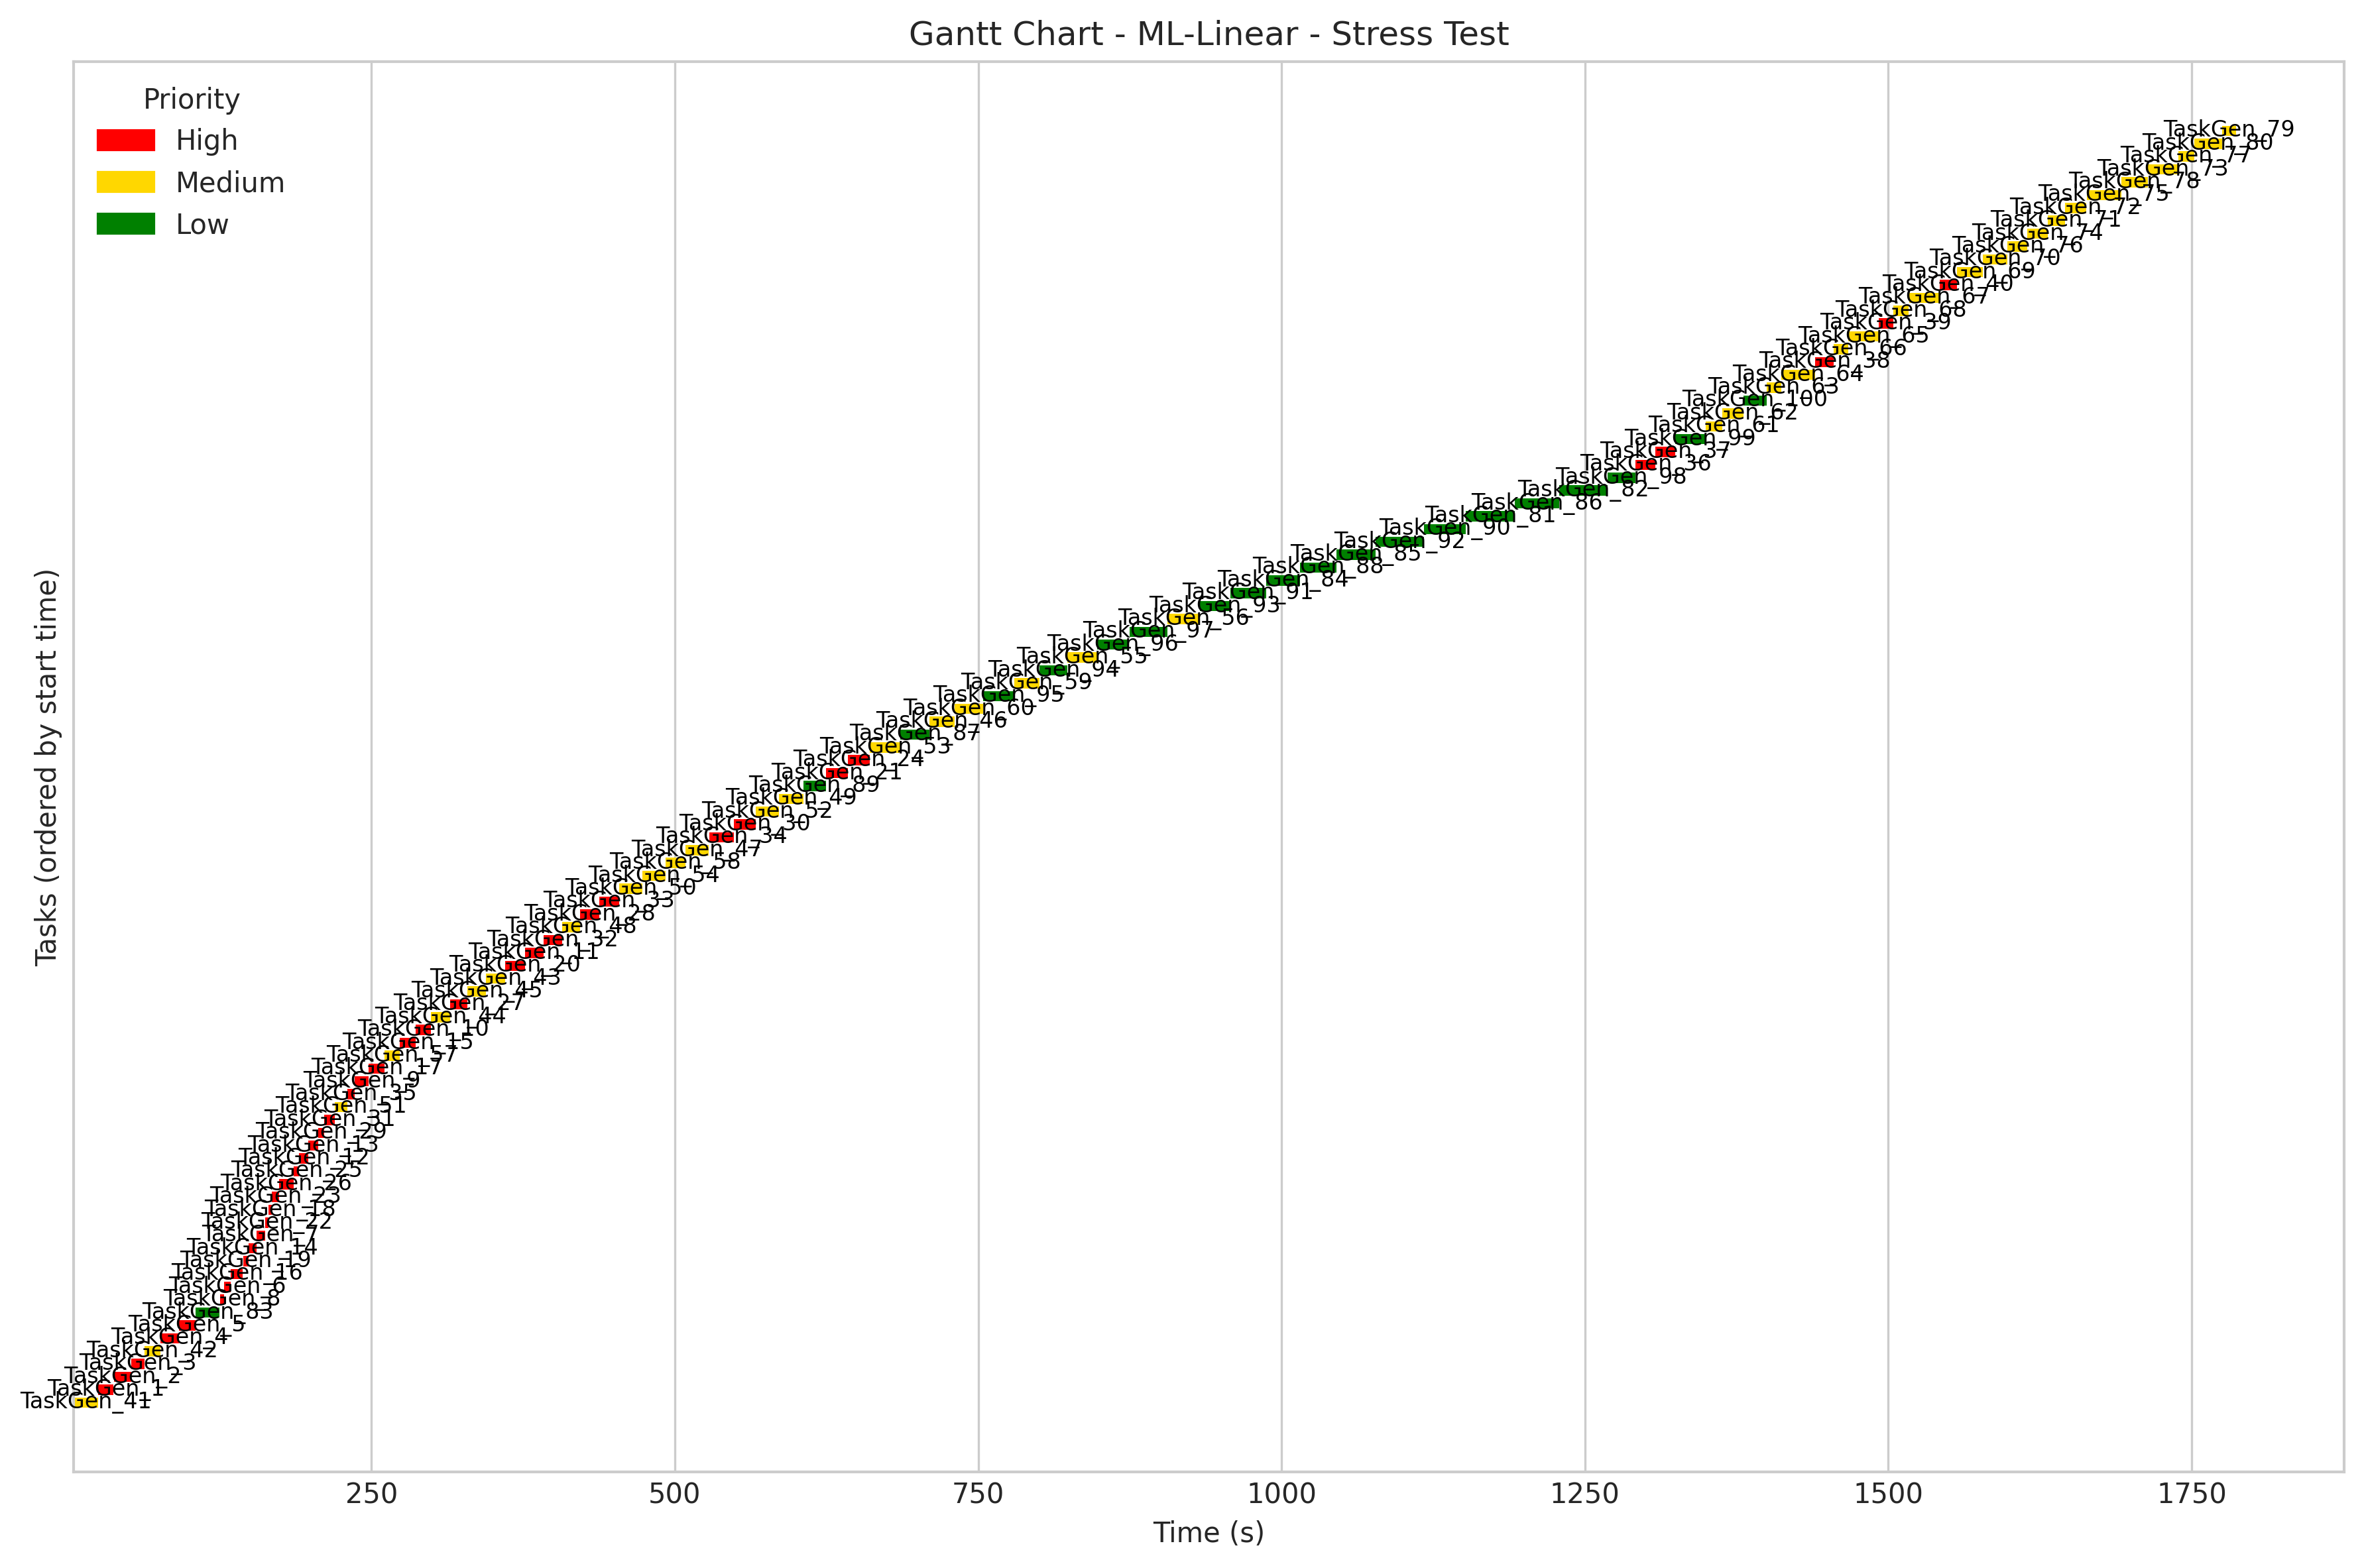 Gantt Chart - ML-Linear - Stress Test
Priority
High
Medium
Low
TaskGen_79
TaskGen_80
TaskGen_77
TaskGen_73
TaskGen_78
TaskGen_75
TaskGen_72
TaskGen_71
TaskGen_74
TaskGen_76
TaskGen_70
TaskGen_69
TaskGen_40
TaskGen_67
TaskGen_68
TaskGen_39
TaskGen_65
TaskGen_66
TaskGen_38
TaskGen_64
TaskGen_63
TaskGen_100
TaskGen_62
TaskGen_61
TaskGen_99
TaskGen_37
TaskGen_36
TaskGen_98
TaskGen_82
TaskGen_86
TaskGen_81
TaskGen_90
TaskGen_92
TaskGen_85
TaskGen_88
TaskGen_84
TaskGen_91
TaskGen_93
TaskGen_56
TaskGen_97
TaskGen_96
TaskGen_55
TaskGen_94
TaskGen_59
TaskGen_95
TaskGen_60
TaskGen_46
TaskGen_87
TaskGen_53
TaskGen_24
TaskGen_21
TaskGen_89
TaskGen_49
TaskGen_52
TaskGen_30
TaskGen_34
TaskGen_47
TaskGen_58
TaskGen_54
TaskGen_50
TaskGen_33
TaskGen_28
TaskGen_48
TaskGen_32
TaskGen_11
TaskGen_20
TaskGen_43
TaskGen_45
TaskGen_27
TaskGen_44
TaskGen_10
TaskGen_15
TaskGen_57
TaskGen_17
TaskGen_9
TaskGen_35
TaskGen_51
TaskGen_31
TaskGen_29
TaskGen_13
TaskGen_12
TaskGen_25
TaskGen_26
TaskGen_23
TaskGen_18
TaskGen_22
TaskGen_7
TaskGen_14
TaskGen_19
TaskGen_16
TaskGen_6
TaskGen_8
TaskGen_83
TaskGen_5
TaskGen_4
TaskGen_42
TaskGen_3
TaskGen_2
TaskGen_1
TaskGen_41
Tasks (ordered by start time)
250 500 750 1000 1250 1500 1750
Time (s)